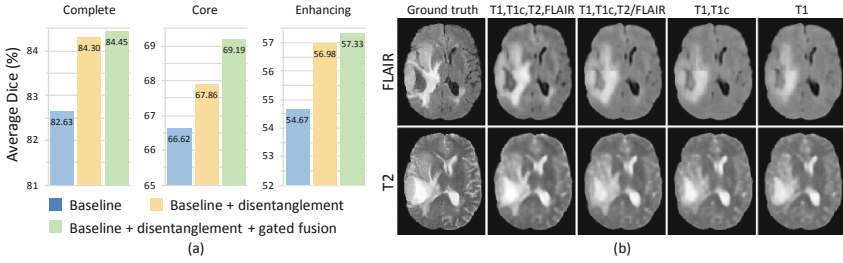 Complete
Core
Enhancing
Average Dice (%)
84
83
82
81
82.63
84.30
84.45
70
69
68
67
66
65
66.62
67.86
69.19
57
56
55
54
53
52
54.67
56.98
57.33
Baseline
Baseline + disentanglement
Baseline + disentanglement + gated fusion
(a)
Ground truth
T1,T1c,T2,FLAIR
T1,T1c,T2/FLAIR
T1,T1c
T1
FLAIR
T2
(b)